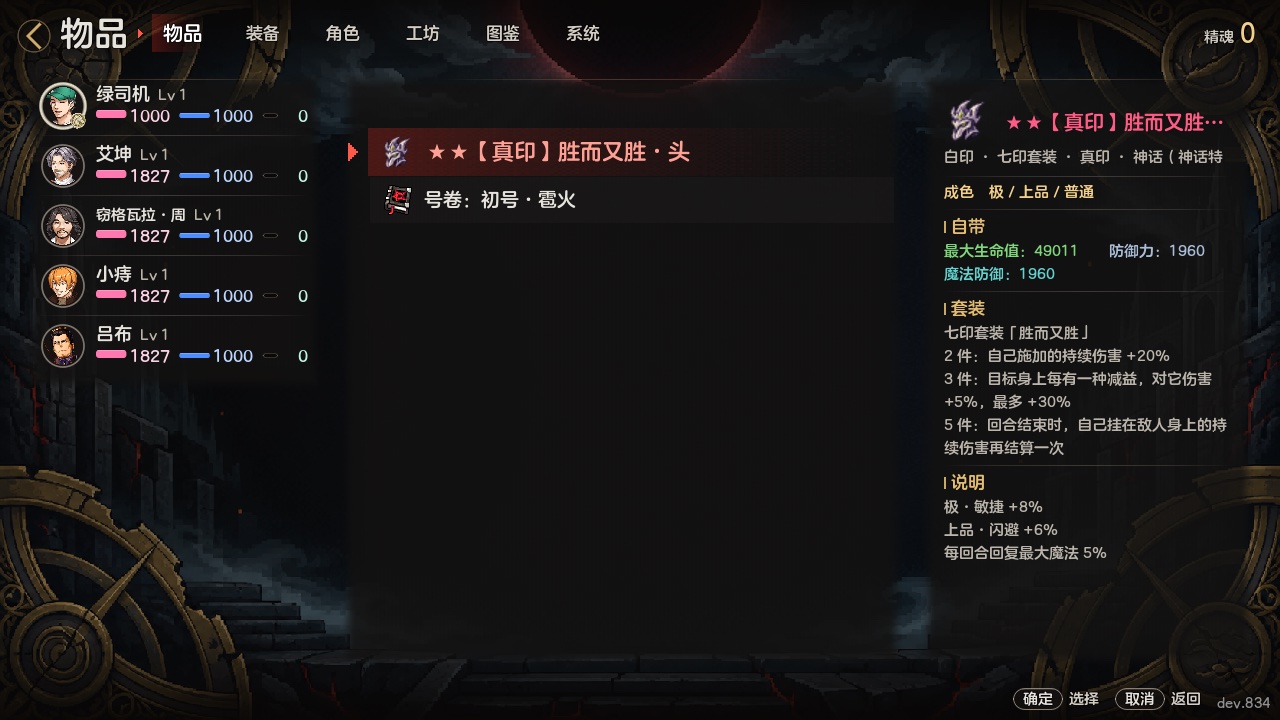 物品 物品 装备 角色 工坊 图鉴 系统 精魂 0
绿司机 Lv 1
1000 1000 0
艾坤 Lv 1
1827 1000 0
窃格瓦拉·周 Lv 1
1827 1000 0
小痔 Lv 1
1827 1000 0
吕布 Lv 1
1827 1000 0
★★【真印】胜而又胜·头
号卷：初号·雹火
★★【真印】胜而又胜…
白印 · 七印套装 · 真印 · 神话（神话特
成色 极/上品/普通
自带
最大生命值：49011 防御力：1960
魔法防御：1960
套装
七印套装「胜而又胜」
2 件：自己施加的持续伤害 +20%
3 件：目标身上每有一种减益，对它伤害
+5%，最多 +30%
5 件：回合结束时，自己挂在敌人身上的持
续伤害再结算一次
说明
极·敏捷 +8%
上品·闪避 +6%
每回合回复最大魔法 5%
确定 选择 取消 返回 dev.834